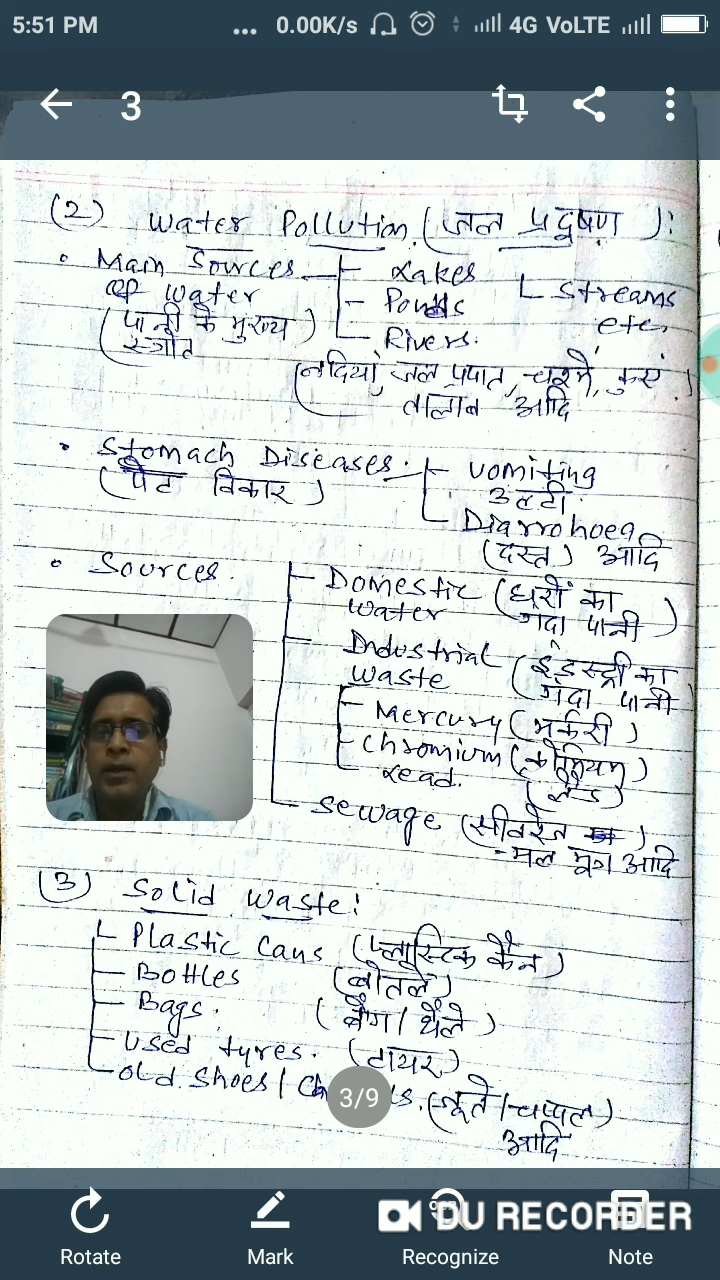 5:51 PM ... 0.00K/s 4G VoLTE
3
(2) Water Pollution. (जल प्रदूषण ):
• Main Sources - Lakes
of water - Ponds Streams
(पानी के मुख्य - Rivers. etc.
स्त्रोत)
(नदियां, जल प्रपात, चश्में, कुएं
तालाब आदि)
• Stomach Diseases. - vomiting
(पेट विकार) उल्टी.
Diarrohoea
(दस्त) आदि
• Sources. - Domestic (घरों का
water गंदा पानी)
- Industrial (इंडस्ट्री का
waste गंदा पानी
- Mercury (मर्करी)
- Chromium (क्रोमियम)
Lead. (लैड)
- Sewage (सीवरेज )
- मल मूत्र आदि
(3) Solid Waste:
Plastic Cans (प्लास्टिक कैन)
- Bottles (बोतलें)
- Bags. (बैग / थैले)
- Used tyres. (टायर)
- Old. Shoes / (जूते / चप्पल)
आदि
3/9
DU RECORDER
Rotate Mark Recognize Note